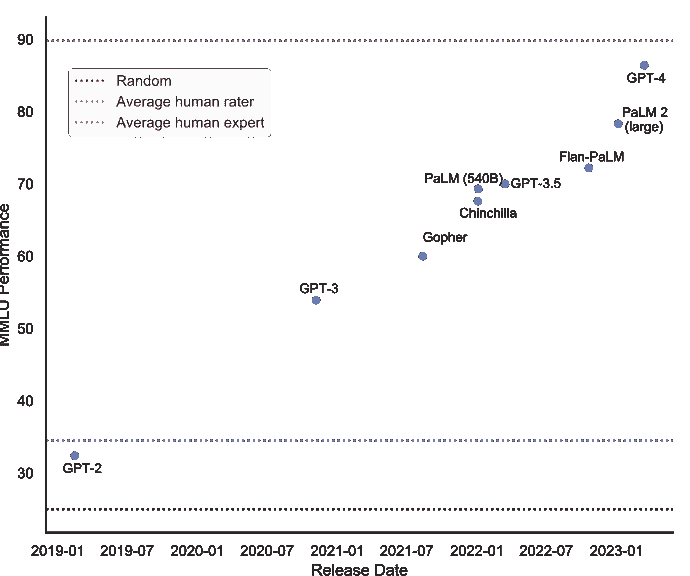 90
80
70
60
50
40
30
MMLU Performance
Random
Average human rater
Average human expert
GPT-4
PaLM 2
(large)
Flan-PaLM
PaLM (540B)
GPT-3.5
Chinchilla
Gopher
GPT-3
GPT-2
2019-01 2019-07 2020-01 2020-07 2021-01 2021-07 2022-01 2022-07 2023-01
Release Date